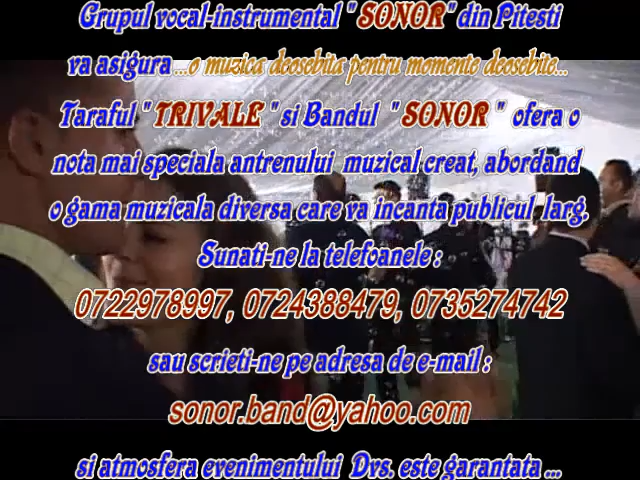 Grupul vocal-instrumental " SONOR" din Pitesti
va asigura ...o muzica deosebita pentru momente deosebite...
Taraful " TRIVALE " si Bandul " SONOR " ofera o
nota mai speciala antrenului muzical creat, abordand
o gama muzicala diversa care va incanta publicul larg.
Sunati-ne la telefoanele :
0722978997, 0724388479, 0735274742
sau scrieti-ne pe adresa de e-mail :
sonor.band@yahoo.com
si atmosfera evenimentului Dvs. este garantata ...